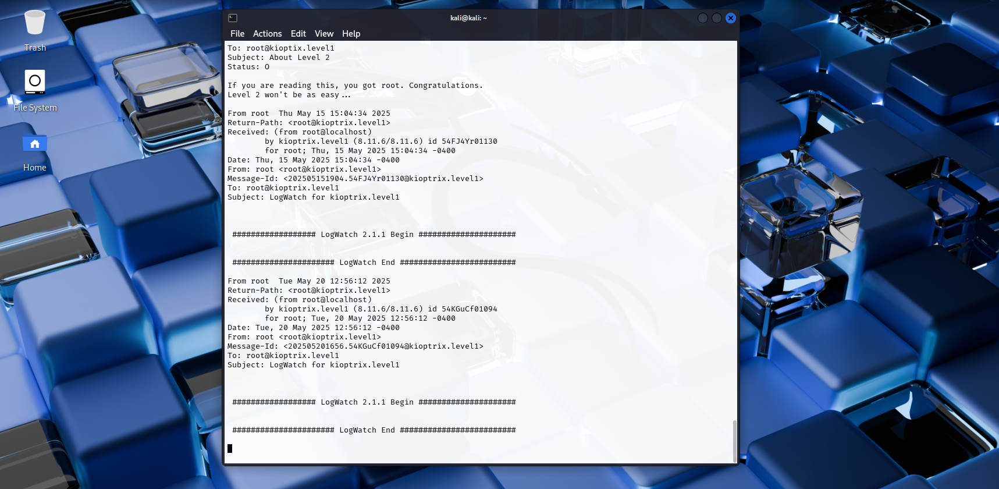 Trash
File System
Home
kali@kali: ~
File Actions Edit View Help
To: root@kioptix.level1
Subject: About Level 2
Status: O
If you are reading this, you got root. Congratulations.
Level 2 won't be as easy...
From root  Thu May 15 15:04:34 2025
Return-Path: <root@kioptrix.level1>
Received: (from root@localhost)
        by kioptrix.level1 (8.11.6/8.11.6) id 54FJ4Yr01130
        for root; Thu, 15 May 2025 15:04:34 -0400
Date: Thu, 15 May 2025 15:04:34 -0400
From: root <root@kioptrix.level1>
Message-Id: <202505151904.54FJ4Yr01130@kioptrix.level1>
To: root@kioptrix.level1
Subject: LogWatch for kioptrix.level1
################## LogWatch 2.1.1 Begin #####################
###################### LogWatch End #########################
From root  Tue May 20 12:56:12 2025
Return-Path: <root@kioptrix.level1>
Received: (from root@localhost)
        by kioptrix.level1 (8.11.6/8.11.6) id 54KGuCf01094
        for root; Tue, 20 May 2025 12:56:12 -0400
Date: Tue, 20 May 2025 12:56:12 -0400
From: root <root@kioptrix.level1>
Message-Id: <202505201656.54KGuCf01094@kioptrix.level1>
To: root@kioptrix.level1
Subject: LogWatch for kioptrix.level1
################## LogWatch 2.1.1 Begin #####################
###################### LogWatch End #########################